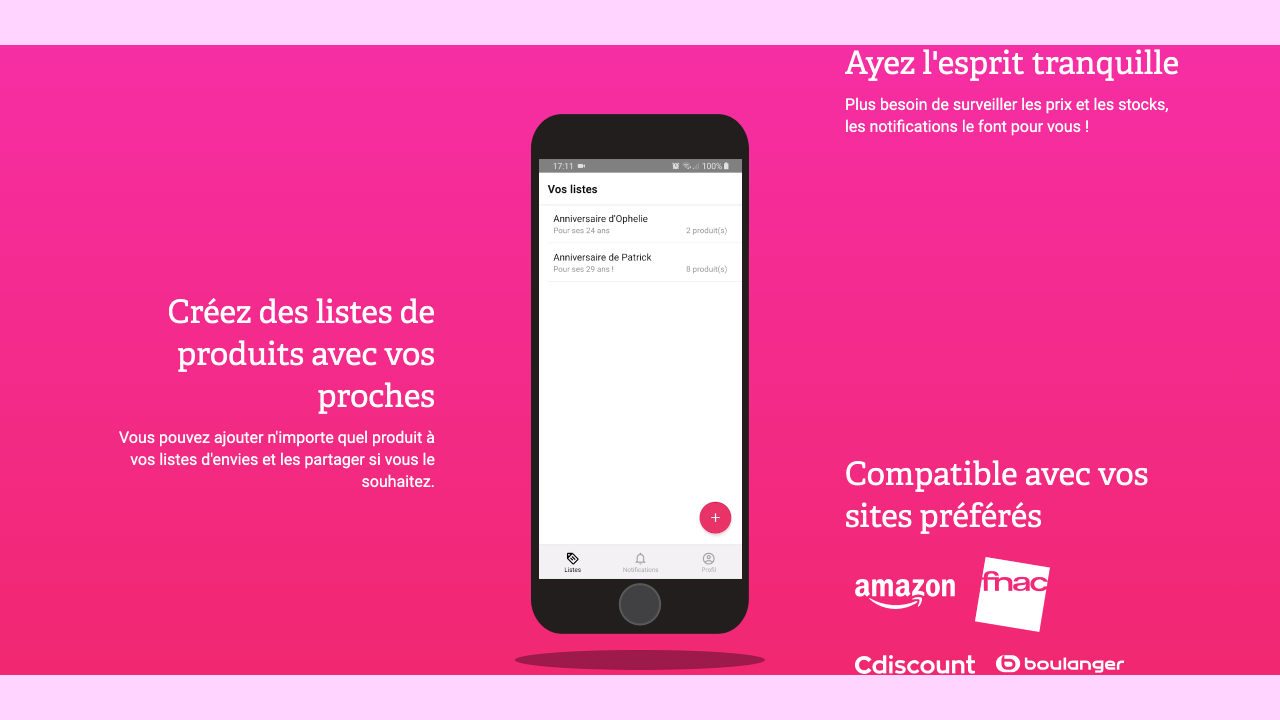 Ayez l'esprit tranquille
Plus besoin de surveiller les prix et les stocks,
les notifications le font pour vous !
17:11
100%
Vos listes
Anniversaire d'Ophelie
Pour ses 24 ans
2 produit(s)
Anniversaire de Patrick
Pour ses 29 ans !
8 produit(s)
+
Listes
Notifications
Profil
Créez des listes de
produits avec vos
proches
Vous pouvez ajouter n'importe quel produit à
vos listes d'envies et les partager si vous le
souhaitez.
Compatible avec vos
sites préférés
amazon
fnac
Cdiscount
boulanger